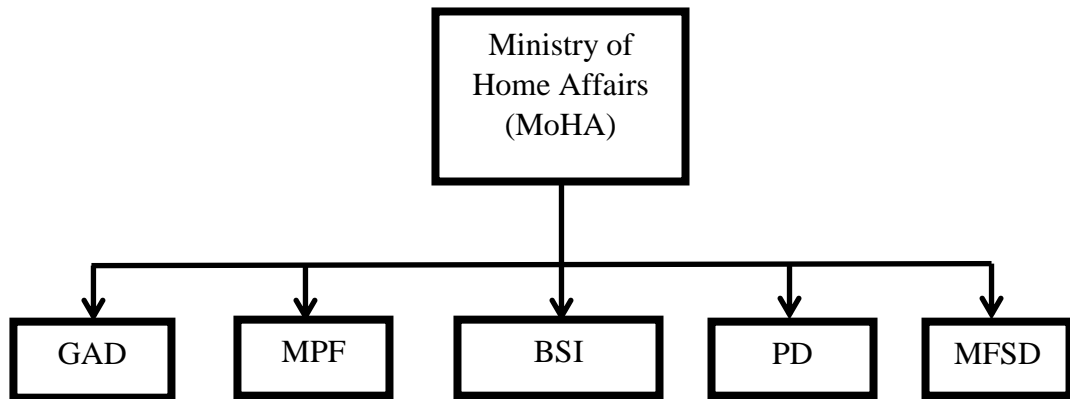 Ministry of
Home Affairs
(MoHA)
GAD
MPF
BSI
PD
MFSD